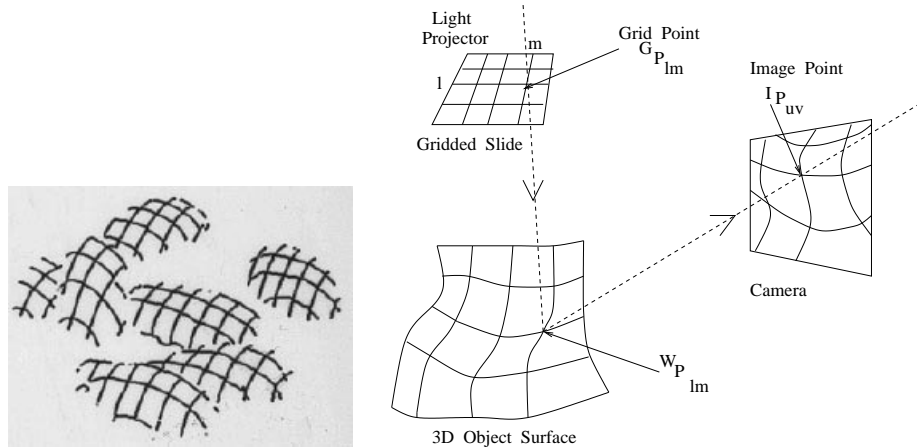 Light
Projector
m
Grid Point
G
P
lm
l
Gridded Slide
Image Point
I
P
uv
Camera
W
P
lm
3D Object Surface